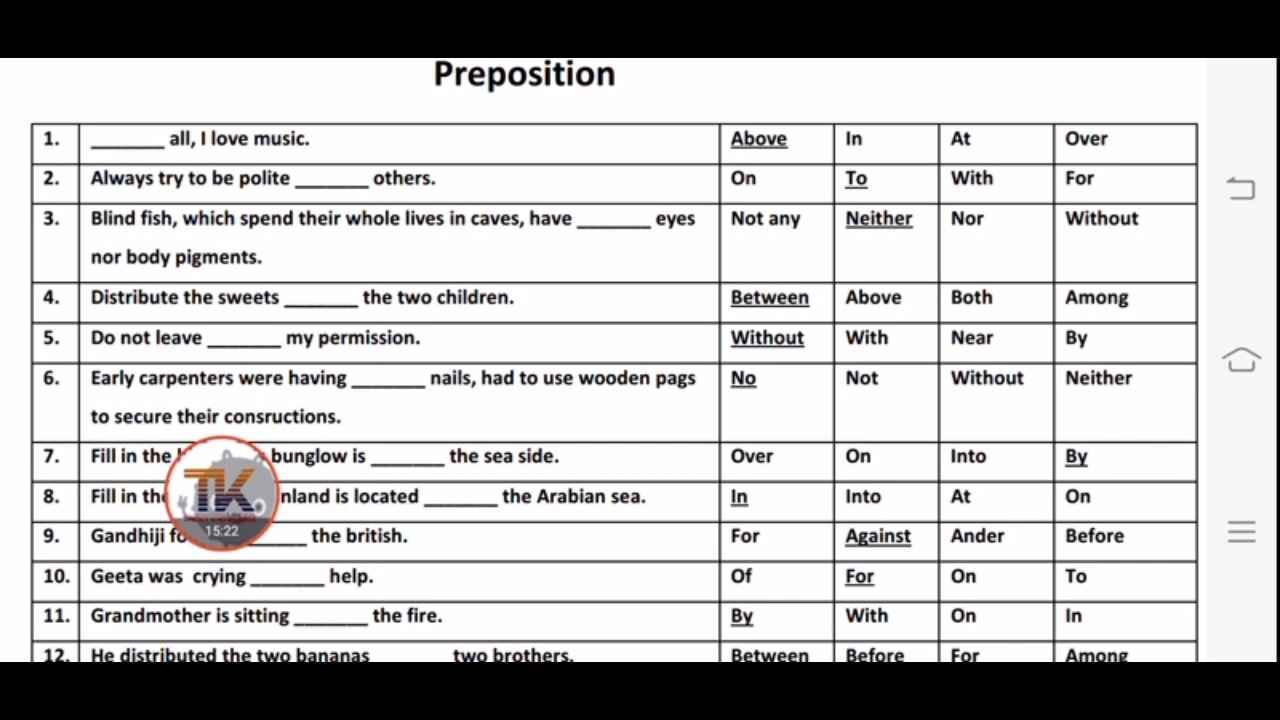 Preposition
1. _______ all, I love music. Above In At Over
2. Always try to be polite _______ others. On To With For
3. Blind fish, which spend their whole lives in caves, have _______ eyes Not any Neither Nor Without
nor body pigments.
4. Distribute the sweets _______ the two children. Between Above Both Among
5. Do not leave _______ my permission. Without With Near By
6. Early carpenters were having _______ nails, had to use wooden pags No Not Without Neither
to secure their consructions.
7. Fill in the bunglow is _______ the sea side. Over On Into By
8. Fill in the nland is located _______ the Arabian sea. In Into At On
9. Gandhiji fo _______ the british. For Against Ander Before
10. Geeta was crying _______ help. Of For On To
11. Grandmother is sitting _______ the fire. By With On In
12. He distributed the two bananas _______ two brothers. Between Before For Among
TK
15:22